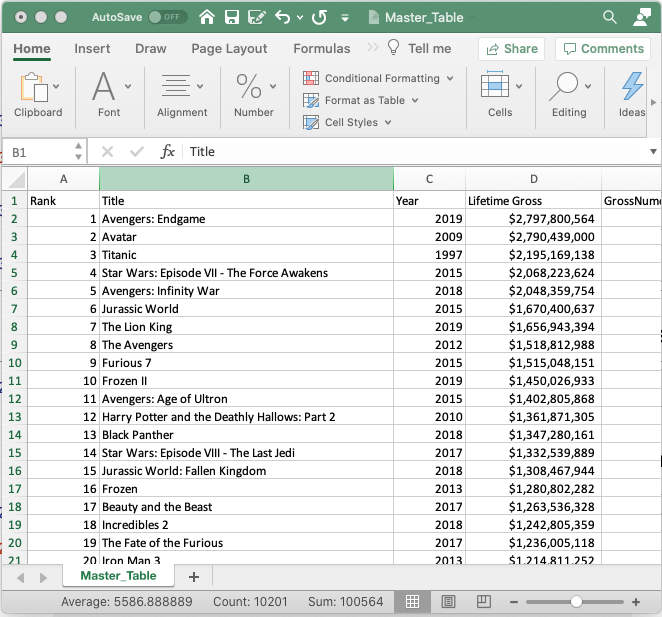 AutoSave OFF Master_Table
Home Insert Draw Page Layout Formulas Tell me Share Comments
Clipboard Font Alignment Number Conditional Formatting Format as Table Cell Styles Cells Editing Ideas
B1 fx Title
A B C D
1 Rank Title Year Lifetime Gross GrossNume
2 1 Avengers: Endgame 2019 $2,797,800,564
3 2 Avatar 2009 $2,790,439,000
4 3 Titanic 1997 $2,195,169,138
5 4 Star Wars: Episode VII - The Force Awakens 2015 $2,068,223,624
6 5 Avengers: Infinity War 2018 $2,048,359,754
7 6 Jurassic World 2015 $1,670,400,637
8 7 The Lion King 2019 $1,656,943,394
9 8 The Avengers 2012 $1,518,812,988
10 9 Furious 7 2015 $1,515,048,151
11 10 Frozen II 2019 $1,450,026,933
12 11 Avengers: Age of Ultron 2015 $1,402,805,868
13 12 Harry Potter and the Deathly Hallows: Part 2 2010 $1,361,871,305
14 13 Black Panther 2018 $1,347,280,161
15 14 Star Wars: Episode VIII - The Last Jedi 2017 $1,332,539,889
16 15 Jurassic World: Fallen Kingdom 2018 $1,308,467,944
17 16 Frozen 2013 $1,280,802,282
18 17 Beauty and the Beast 2017 $1,263,536,328
19 18 Incredibles 2 2018 $1,242,805,359
20 19 The Fate of the Furious 2017 $1,236,005,118
21 20 Iron Man 3 2013 $1,214,811,252
Master_Table +
Average: 5586.888889 Count: 10201 Sum: 100564